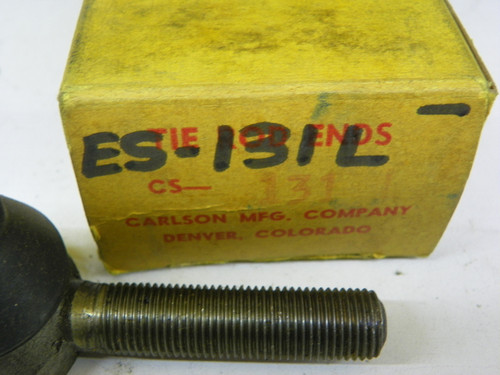 TIE ROD ENDS
ES-131L
CS— 131
CARLSON MFG. COMPANY
DENVER, COLORADO